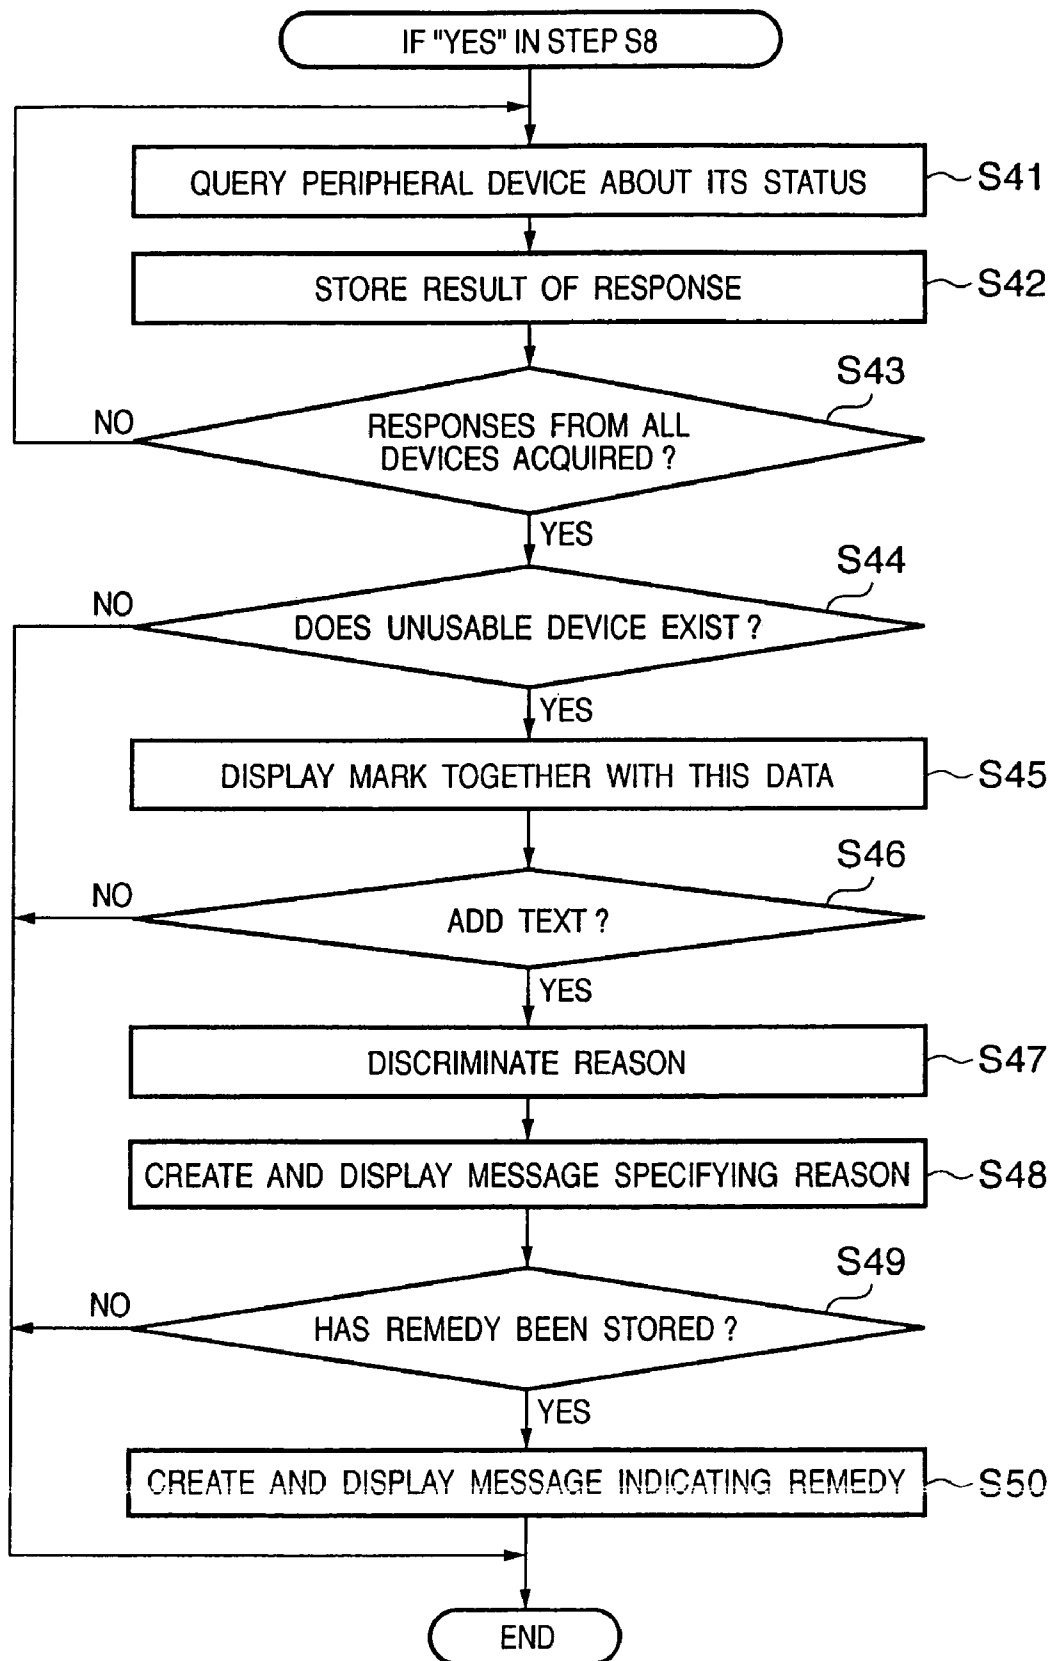 IF "YES" IN STEP S8
QUERY PERIPHERAL DEVICE ABOUT ITS STATUS
S41
STORE RESULT OF RESPONSE
S42
S43
NO
RESPONSES FROM ALL
DEVICES ACQUIRED ?
YES
S44
NO
DOES UNUSABLE DEVICE EXIST ?
YES
DISPLAY MARK TOGETHER WITH THIS DATA
S45
S46
NO
ADD TEXT ?
YES
DISCRIMINATE REASON
S47
CREATE AND DISPLAY MESSAGE SPECIFYING REASON
S48
S49
NO
HAS REMEDY BEEN STORED ?
YES
CREATE AND DISPLAY MESSAGE INDICATING REMEDY
S50
END